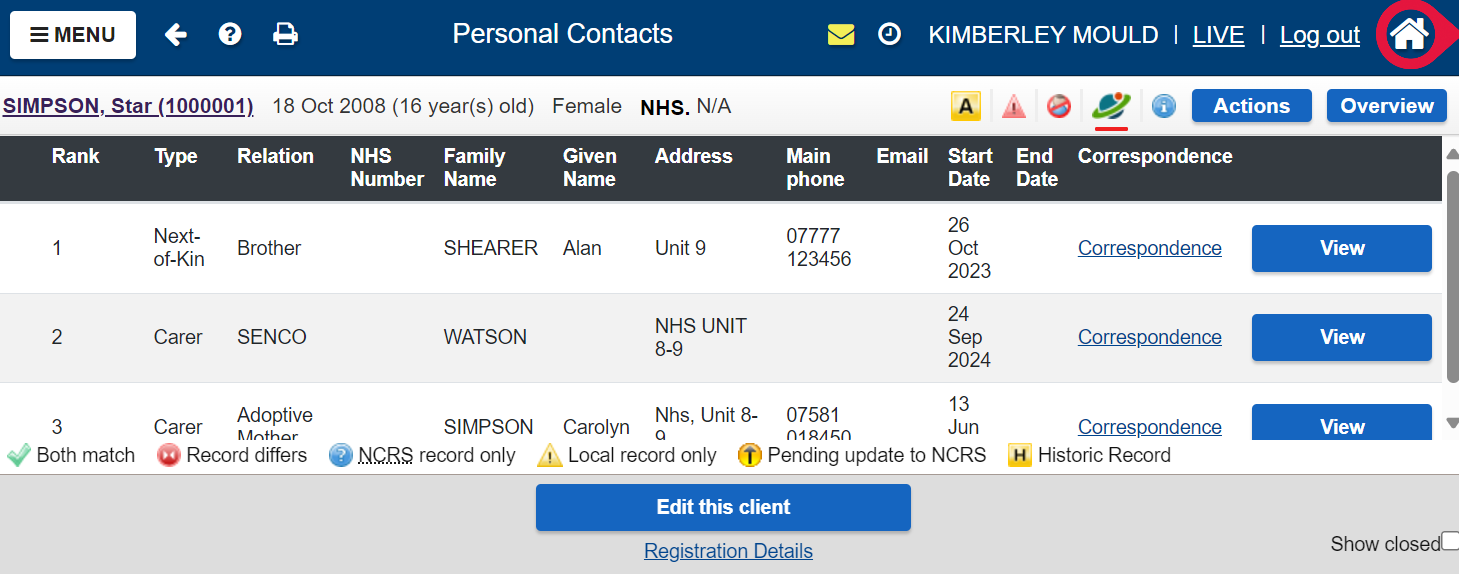 MENU Personal Contacts KIMBERLEY MOULD | LIVE | Log out
SIMPSON, Star (1000001) 18 Oct 2008 (16 year(s) old) Female NHS. N/A A Actions Overview
Rank Type Relation NHS Number Family Name Given Name Address Main phone Email Start Date End Date Correspondence
1 Next-of-Kin Brother SHEARER Alan Unit 9 07777 123456 26 Oct 2023 Correspondence View
2 Carer SENCO WATSON NHS UNIT 8-9 24 Sep 2024 Correspondence View
3 Carer Adoptive Mother SIMPSON Carolyn Nhs, Unit 8-9 07581 018450 13 Jun Correspondence View
Both match Record differs NCRS record only Local record only Pending update to NCRS H Historic Record
Edit this client
Registration Details
Show closed